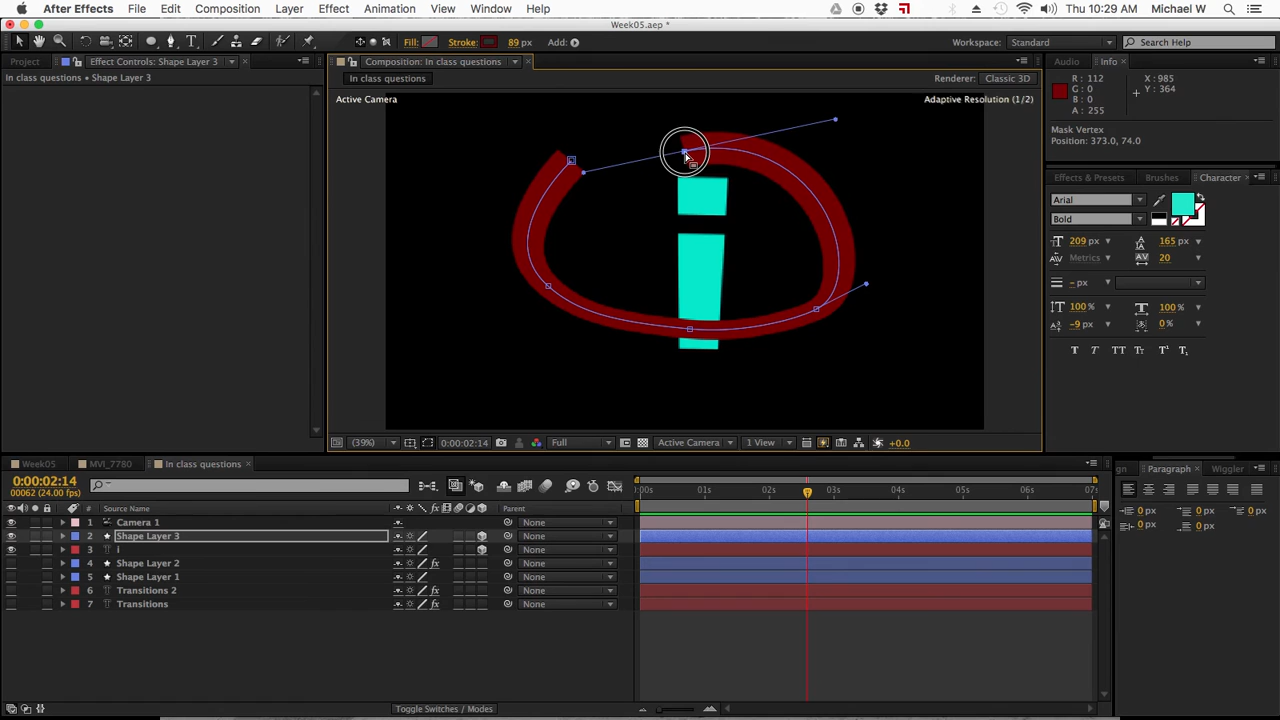 After Effects File Edit Composition Layer Effect Animation View Window Help Thu 10:29 AM Michael W
Week05.aep *
Fill: Stroke: 89 px Add: Workspace: Standard Search Help
Project Effect Controls: Shape Layer 3 Composition: In class questions Audio Info
In class questions • Shape Layer 3 In class questions Renderer: Classic 3D
Active Camera Adaptive Resolution (1/2)
R : 112 X : 985
G : 0 Y : 364
B : 0
A : 255
Mask Vertex
Position: 373.0, 74.0
Effects & Presets Brushes Character
Arial
Bold
209 px 165 px
Metrics 20
- px
100 % 100 %
-9 px 0 %
T T TT Tт T¹ T₁
i
(39%) 0:00:02:14 Full Active Camera 1 View +0.0
Week05 MVI_7780 In class questions gn Paragraph Wiggler
0:00:02:14
00062 (24.00 fps)
:00s 01s 02s 03s 04s 05s 06s 07s
# Source Name Parent
0 px 0 px 0 px
0 px 0 px
1 Camera 1 None
2 Shape Layer 3 None
3 i None
4 Shape Layer 2 fx None
5 Shape Layer 1 None
6 Transitions 2 fx None
7 Transitions fx None
Toggle Switches / Modes